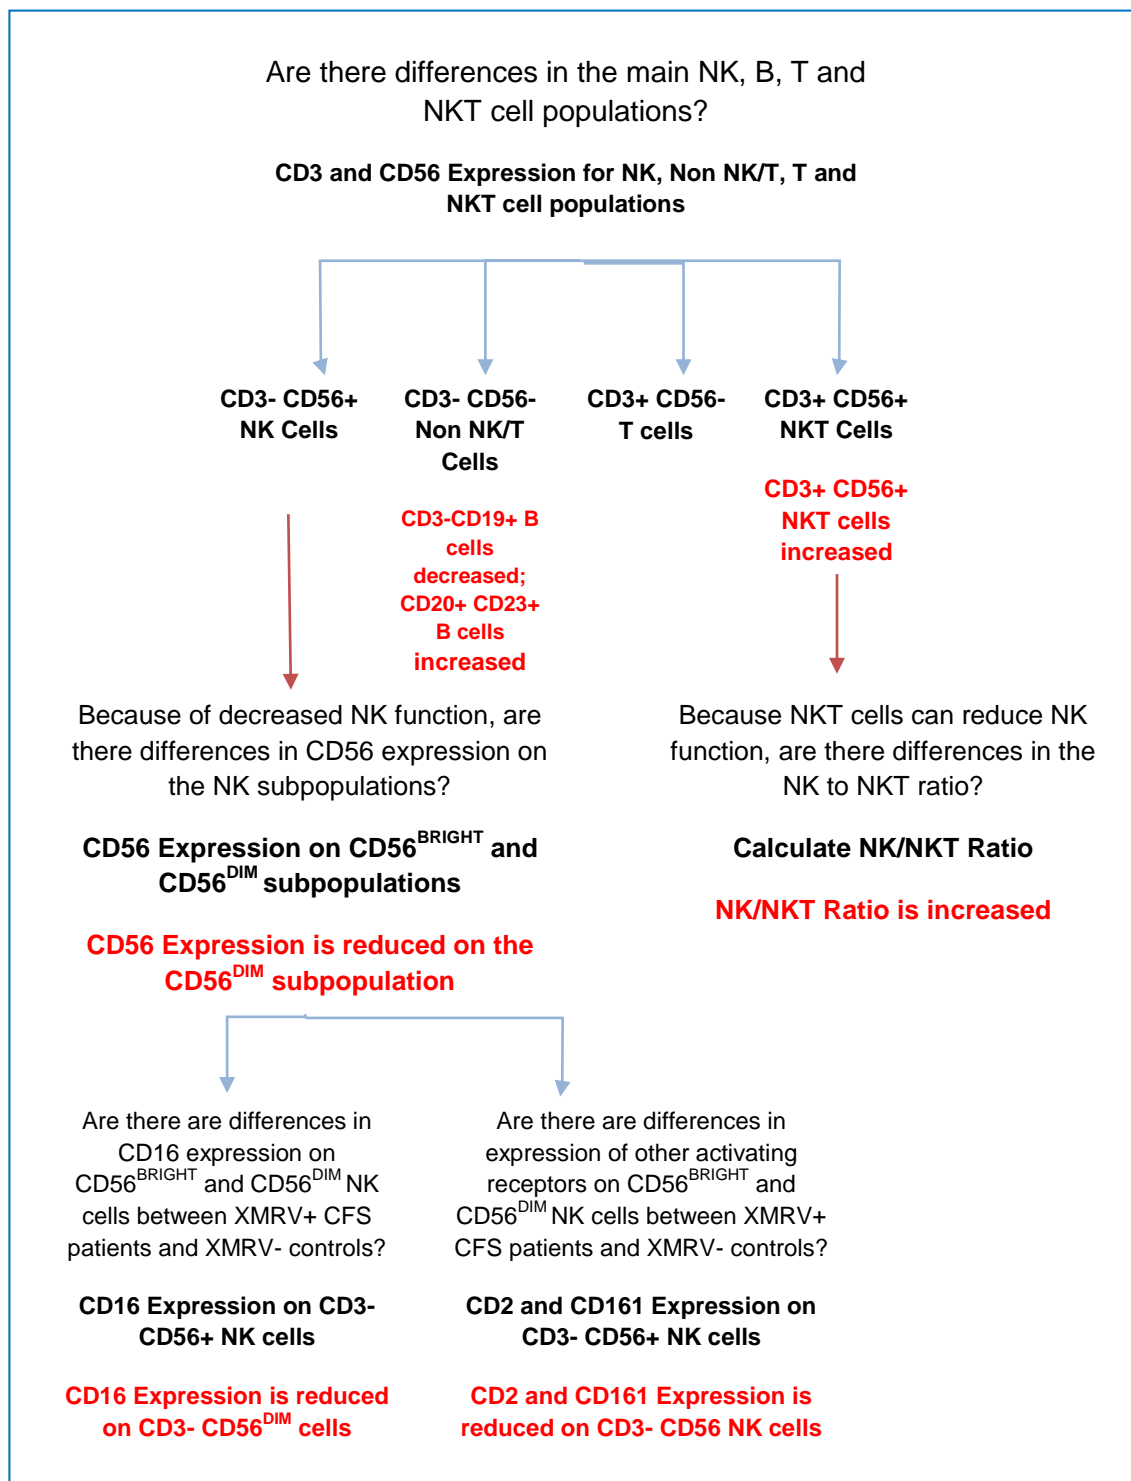 Are there differences in the main NK, B, T and
NKT cell populations?
CD3 and CD56 Expression for NK, Non NK/T, T and
NKT cell populations
CD3- CD56+
NK Cells
CD3- CD56-
Non NK/T
Cells
CD3+ CD56-
T cells
CD3+ CD56+
NKT Cells
CD3-CD19+ B
cells
decreased;
CD20+ CD23+
B cells
increased
CD3+ CD56+
NKT cells
increased
Because of decreased NK function, are
there differences in CD56 expression on
the NK subpopulations?
CD56 Expression on CD56BRIGHT and
CD56DIM subpopulations
CD56 Expression is reduced on the
CD56DIM subpopulation
Because NKT cells can reduce NK
function, are there differences in the
NK to NKT ratio?
Calculate NK/NKT Ratio
NK/NKT Ratio is increased
Are there are differences in
CD16 expression on
CD56BRIGHT and CD56DIM NK
cells between XMRV+ CFS
patients and XMRV- controls?
CD16 Expression on CD3-
CD56+ NK cells
CD16 Expression is reduced
on CD3- CD56DIM cells
Are there are differences in
expression of other activating
receptors on CD56BRIGHT and
CD56DIM NK cells between XMRV+
CFS patients and XMRV- controls?
CD2 and CD161 Expression on
CD3- CD56+ NK cells
CD2 and CD161 Expression is
reduced on CD3- CD56 NK cells